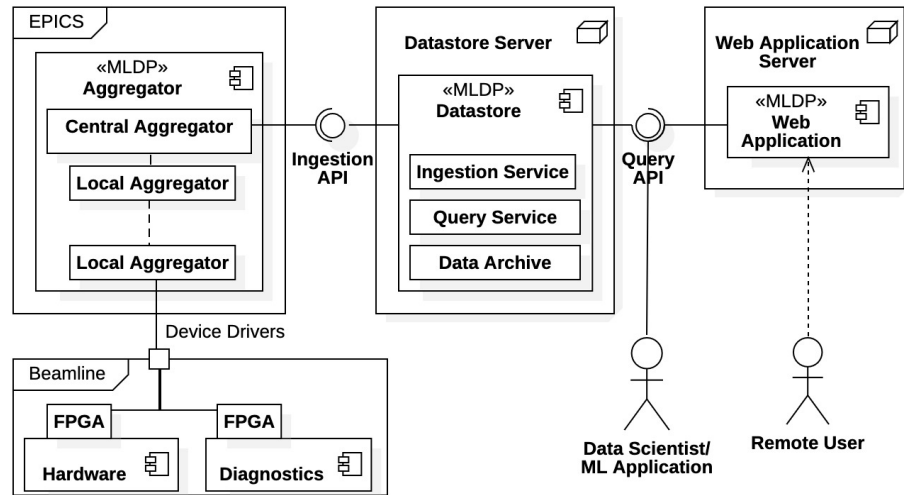 EPICS
«MLDP»
Aggregator
Central Aggregator
Local Aggregator
Local Aggregator
Ingestion
API
Datastore Server
«MLDP»
Datastore
Ingestion Service
Query Service
Data Archive
Query
API
Web Application
Server
«MLDP»
Web
Application
Device Drivers
Beamline
FPGA
FPGA
Hardware
Diagnostics
Data Scientist/
ML Application
Remote User